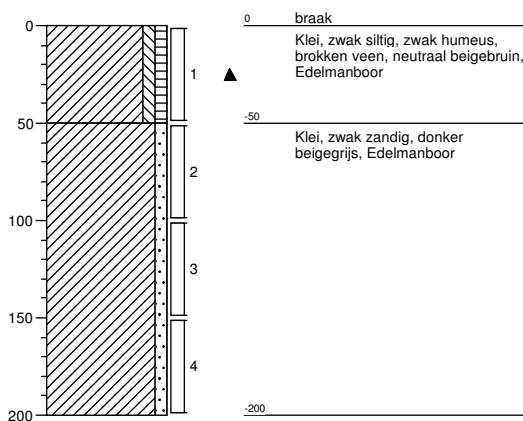 0
50
100
150
200
1
2
3
4
0 braak
Klei, zwak siltig, zwak humeus,
brokken veen, neutraal beigebruin,
Edelmanboor
-50
Klei, zwak zandig, donker
beigegrijs, Edelmanboor
-200